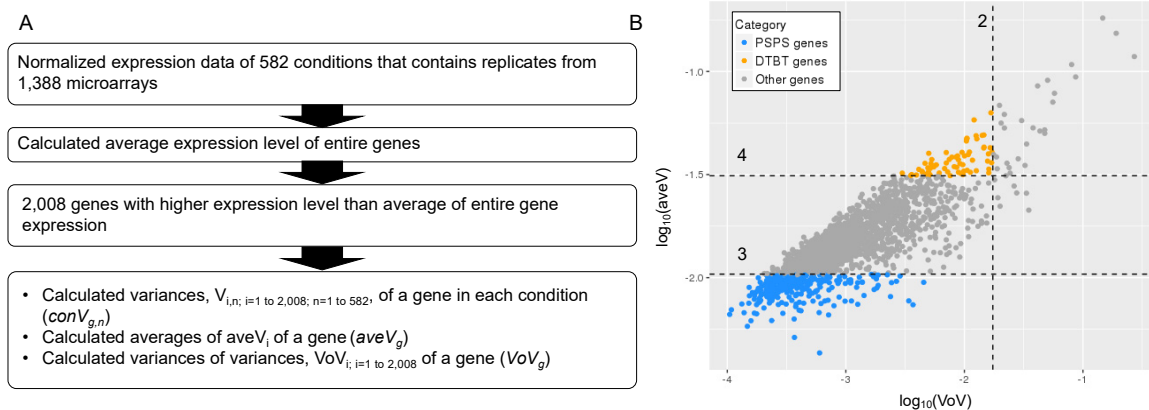 A
Normalized expression data of 582 conditions that contains replicates from
1,388 microarrays
Calculated average expression level of entire genes
2,008 genes with higher expression level than average of entire gene
expression
• Calculated variances, V i,n; i=1 to 2,008; n=1 to 582, of a gene in each condition
(conVg,n)
• Calculated averages of aveVi of a gene (aveVg)
• Calculated variances of variances, VoVi; i=1 to 2,008 of a gene (VoVg)
B
Category
PSPS genes
DTBT genes
Other genes
2
4
3
log10(aveV)
-1.0
-1.5
-2.0
-4
-3
-2
-1
log10(VoV)